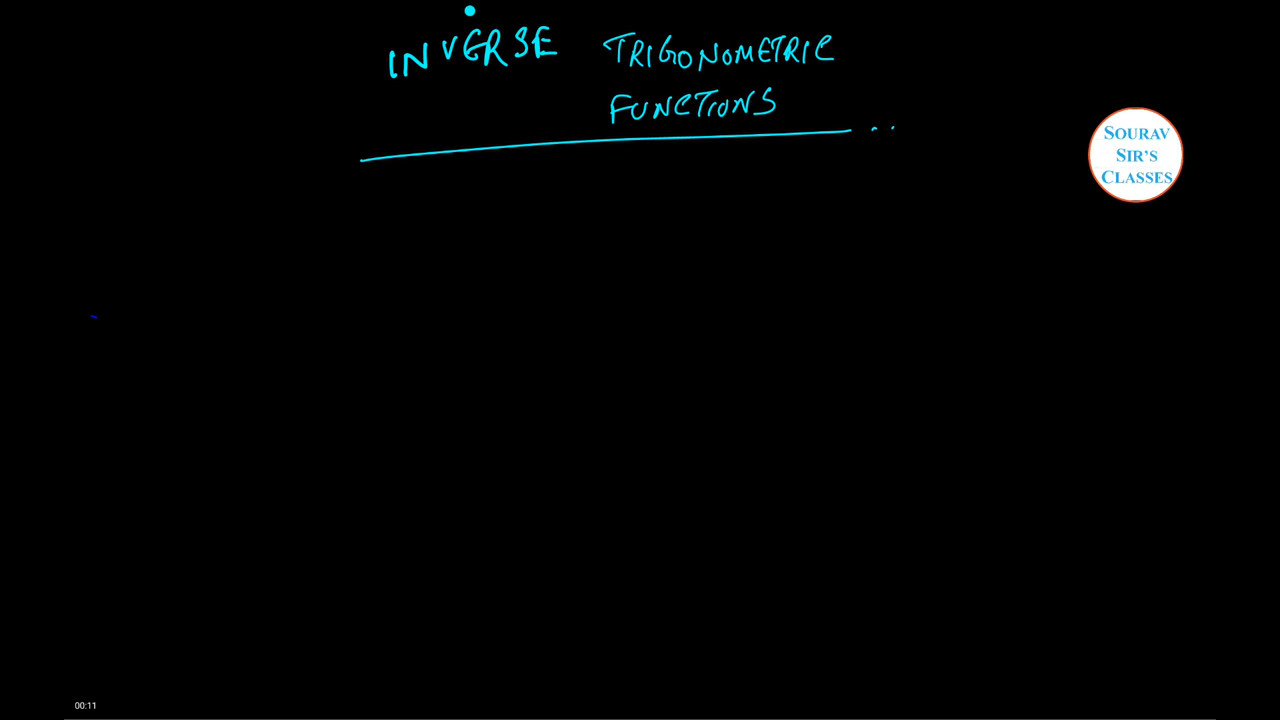 INVERSE TRIGONOMETRIC
FUNCTIONS
SOURAV
SIR'S
CLASSES
00:11